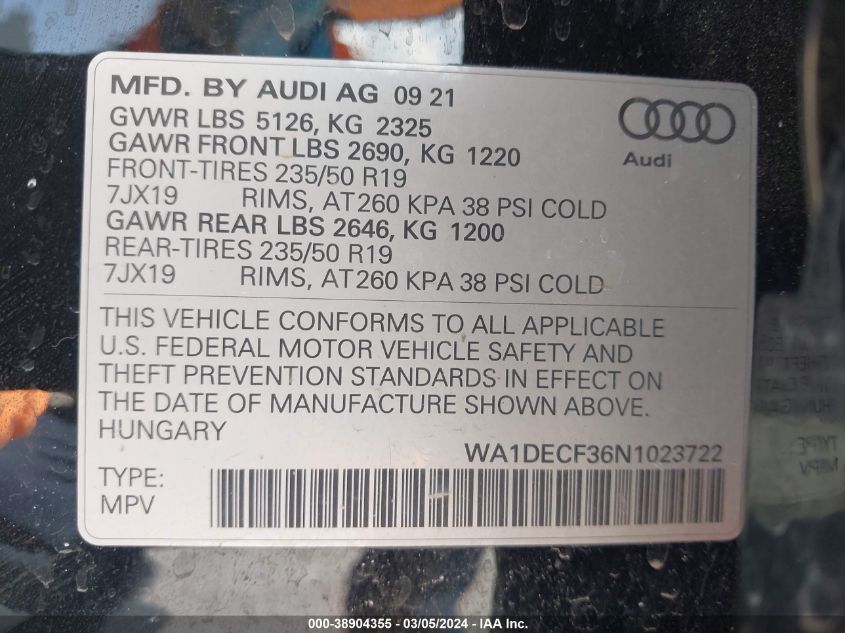 MFD. BY AUDI AG 09 21
GVWR LBS 5126, KG 2325
GAWR FRONT LBS 2690, KG 1220
FRONT-TIRES 235/50 R19
7JX19 RIMS, AT 260 KPA 38 PSI COLD
GAWR REAR LBS 2646, KG 1200
REAR-TIRES 235/50 R19
7JX19 RIMS, AT 260 KPA 38 PSI COLD
Audi
THIS VEHICLE CONFORMS TO ALL APPLICABLE
U.S. FEDERAL MOTOR VEHICLE SAFETY AND
THEFT PREVENTION STANDARDS IN EFFECT ON
THE DATE OF MANUFACTURE SHOWN ABOVE.
HUNGARY
WA1DECF36N1023722
TYPE:
MPV
000-38904355 - 03/05/2024 - IAA Inc.